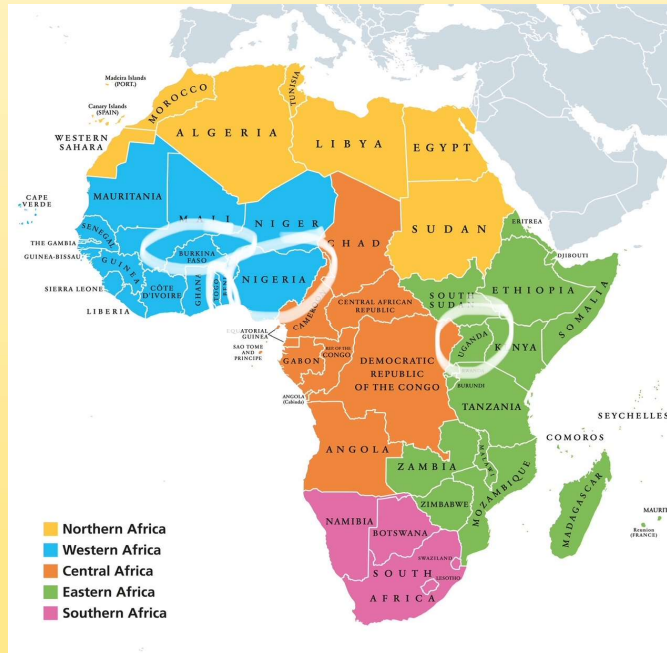 Madeira Islands
(PORT.)
Canary Islands
(SPAIN)
MOROCCO
TUNISIA
ALGERIA
LIBYA
EGYPT
WESTERN
SAHARA
MAURITANIA
MALI
NIGER
CHAD
SUDAN
ERITREA
DJIBOUTI
CAPE
VERDE
SENEGAL
THE GAMBIA
GUINEA-BISSAU
GUINEA
BURKINA
FASO
NIGERIA
SIERRA LEONE
LIBERIA
CÔTE
D'IVOIRE
GHANA
TOGO
CAMEROON
CENTRAL AFRICAN
REPUBLIC
SOUTH
SUDAN
ETHIOPIA
SOMALIA
EQUATORIAL
GUINEA
SAO TOME
AND
PRINCIPE
GABON
REP. OF THE
CONGO
DEMOCRATIC
REPUBLIC
OF THE CONGO
UGANDA
KENYA
BURUNDI
TANZANIA
ANGOLA
(Cabinda)
SEYCHELLES
COMOROS
ANGOLA
ZAMBIA
MALAWI
MOZAMBIQUE
ZIMBABWE
MADAGASCAR
MAURIT
Réunion
(FRANCE)
NAMIBIA
BOTSWANA
SWAZILAND
LESOTHO
SOUTH
AFRICA
Northern Africa
Western Africa
Central Africa
Eastern Africa
Southern Africa